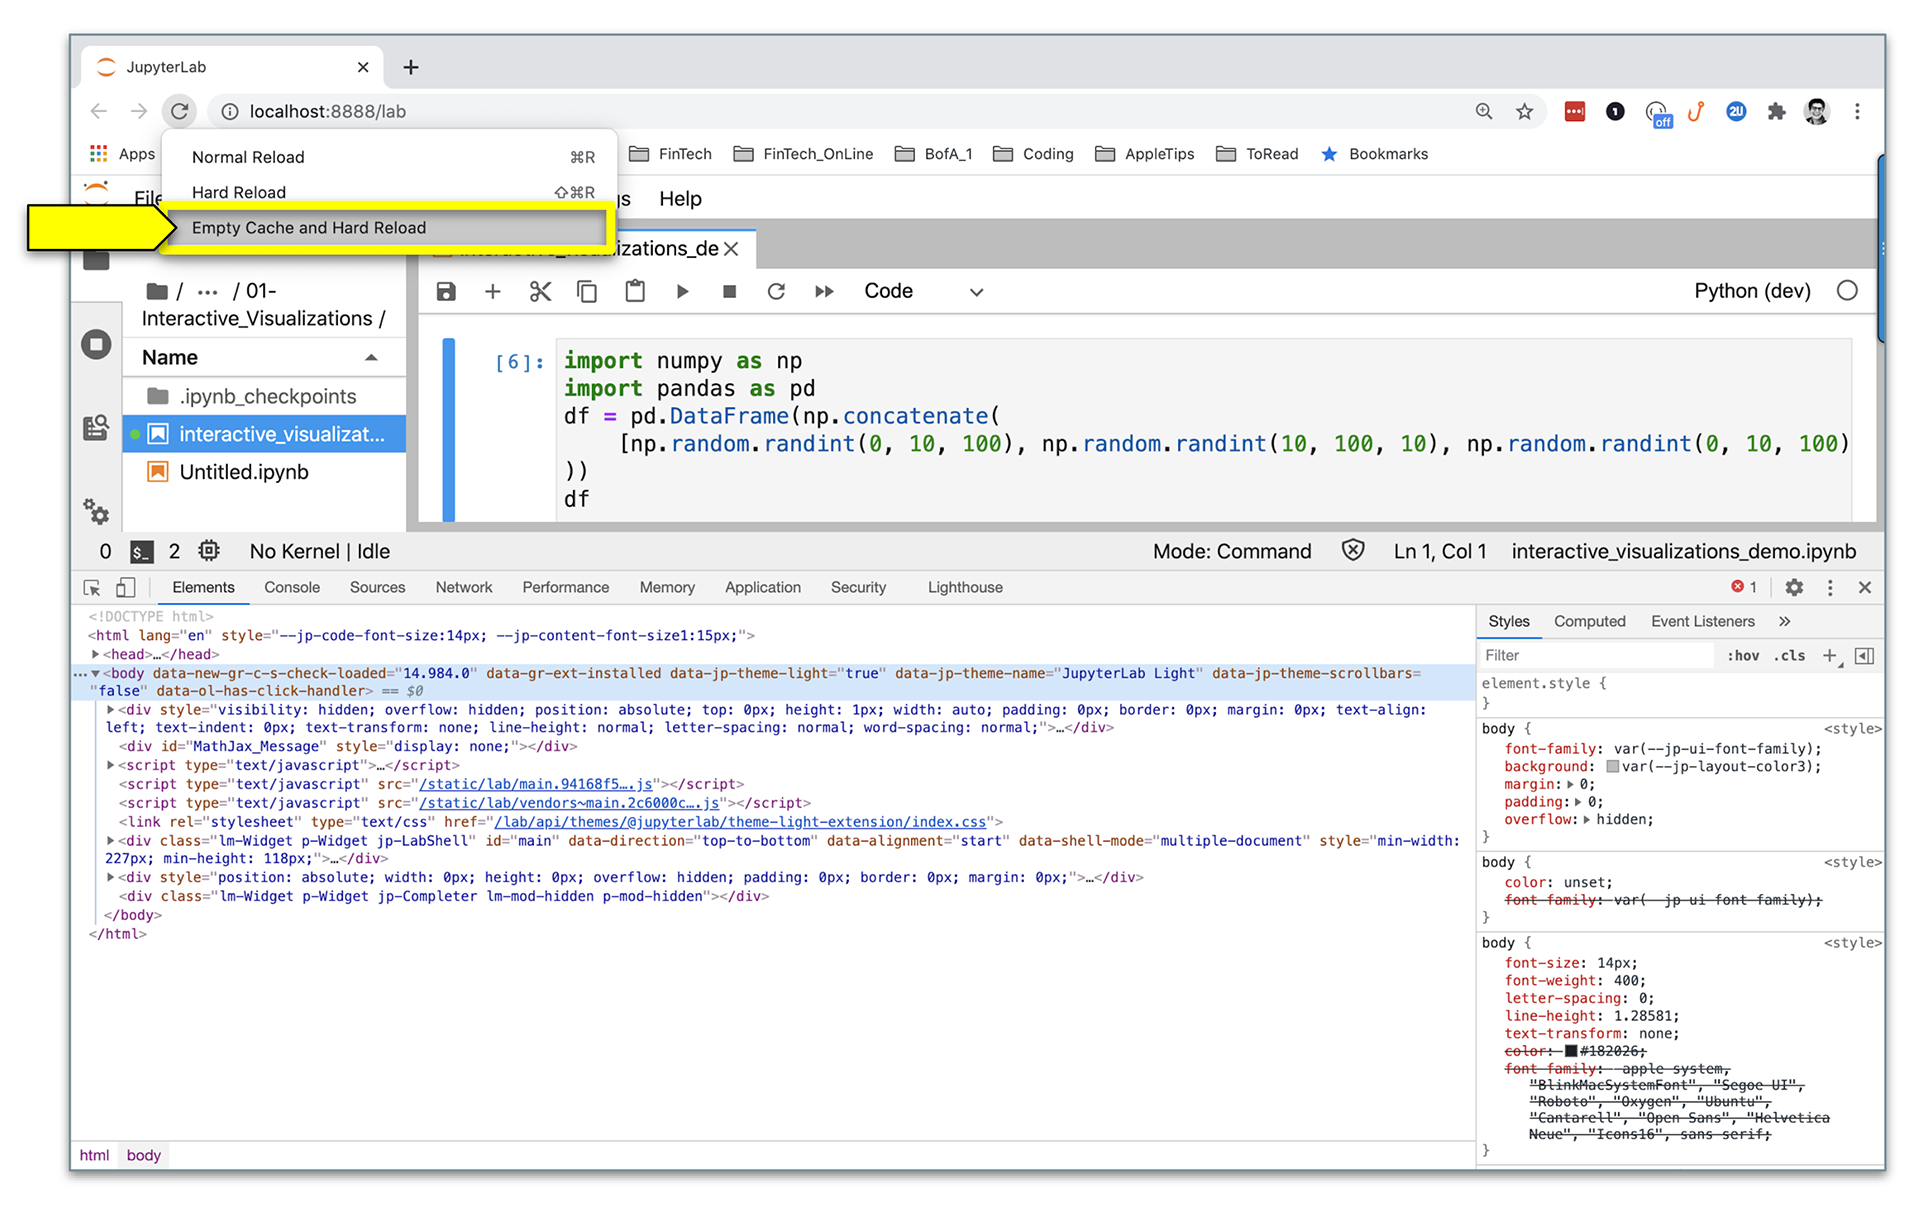 JupyterLab
localhost:8888/lab
off
2U
Apps
FinTech
FinTech_OnLine
BofA_1
Coding
AppleTips
ToRead
Bookmarks
Normal Reload ⌘R
Hard Reload ⇧⌘R
Empty Cache and Hard Reload
File
gs
Help
izations_de
/ ··· / 01-
Interactive_Visualizations /
Code
Python (dev)
Name
.ipynb_checkpoints
interactive_visualizat...
Untitled.ipynb
[6]:
import numpy as np
import pandas as pd
df = pd.DataFrame(np.concatenate(
[np.random.randint(0, 10, 100), np.random.randint(10, 100, 10), np.random.randint(0, 10, 100)
))
df
0 $_ 2 No Kernel | Idle
Mode: Command
Ln 1, Col 1
interactive_visualizations_demo.ipynb
Elements Console Sources Network Performance Memory Application Security Lighthouse
1
<!DOCTYPE html>
<html lang="en" style="--jp-code-font-size:14px; --jp-content-font-size1:15px;">
<head>…</head>
<body data-new-gr-c-s-check-loaded="14.984.0" data-gr-ext-installed data-jp-theme-light="true" data-jp-theme-name="JupyterLab Light" data-jp-theme-scrollbars=
"false" data-ol-has-click-handler> == $0
<div style="visibility: hidden; overflow: hidden; position: absolute; top: 0px; height: 1px; width: auto; padding: 0px; border: 0px; margin: 0px; text-align:
left; text-indent: 0px; text-transform: none; line-height: normal; letter-spacing: normal; word-spacing: normal;">…</div>
<div id="MathJax_Message" style="display: none;"></div>
<script type="text/javascript">…</script>
<script type="text/javascript" src="/static/lab/main.94168f5….js"></script>
<script type="text/javascript" src="/static/lab/vendors~main.2c6000c….js"></script>
<link rel="stylesheet" type="text/css" href="/lab/api/themes/@jupyterlab/theme-light-extension/index.css">
<div class="lm-Widget p-Widget jp-LabShell" id="main" data-direction="top-to-bottom" data-alignment="start" data-shell-mode="multiple-document" style="min-width:
227px; min-height: 118px;">…</div>
<div style="position: absolute; width: 0px; height: 0px; overflow: hidden; padding: 0px; border: 0px; margin: 0px;">…</div>
<div class="lm-Widget p-Widget jp-Completer lm-mod-hidden p-mod-hidden"></div>
</body>
</html>
html body
Styles Computed Event Listeners »
Filter :hov .cls +
element.style {
}
body { <style>
font-family: var(--jp-ui-font-family);
background: var(--jp-layout-color3);
margin: 0;
padding: 0;
overflow: hidden;
}
body { <style>
color: unset;
font-family: var(--jp-ui-font-family);
}
body { <style>
font-size: 14px;
font-weight: 400;
letter-spacing: 0;
line-height: 1.28581;
text-transform: none;
color: #182026;
font-family: -apple-system,
"BlinkMacSystemFont", "Segoe UI",
"Roboto", "Oxygen", "Ubuntu",
"Cantarell", "Open Sans", "Helvetica
Neue", "Icons16", sans-serif;
}